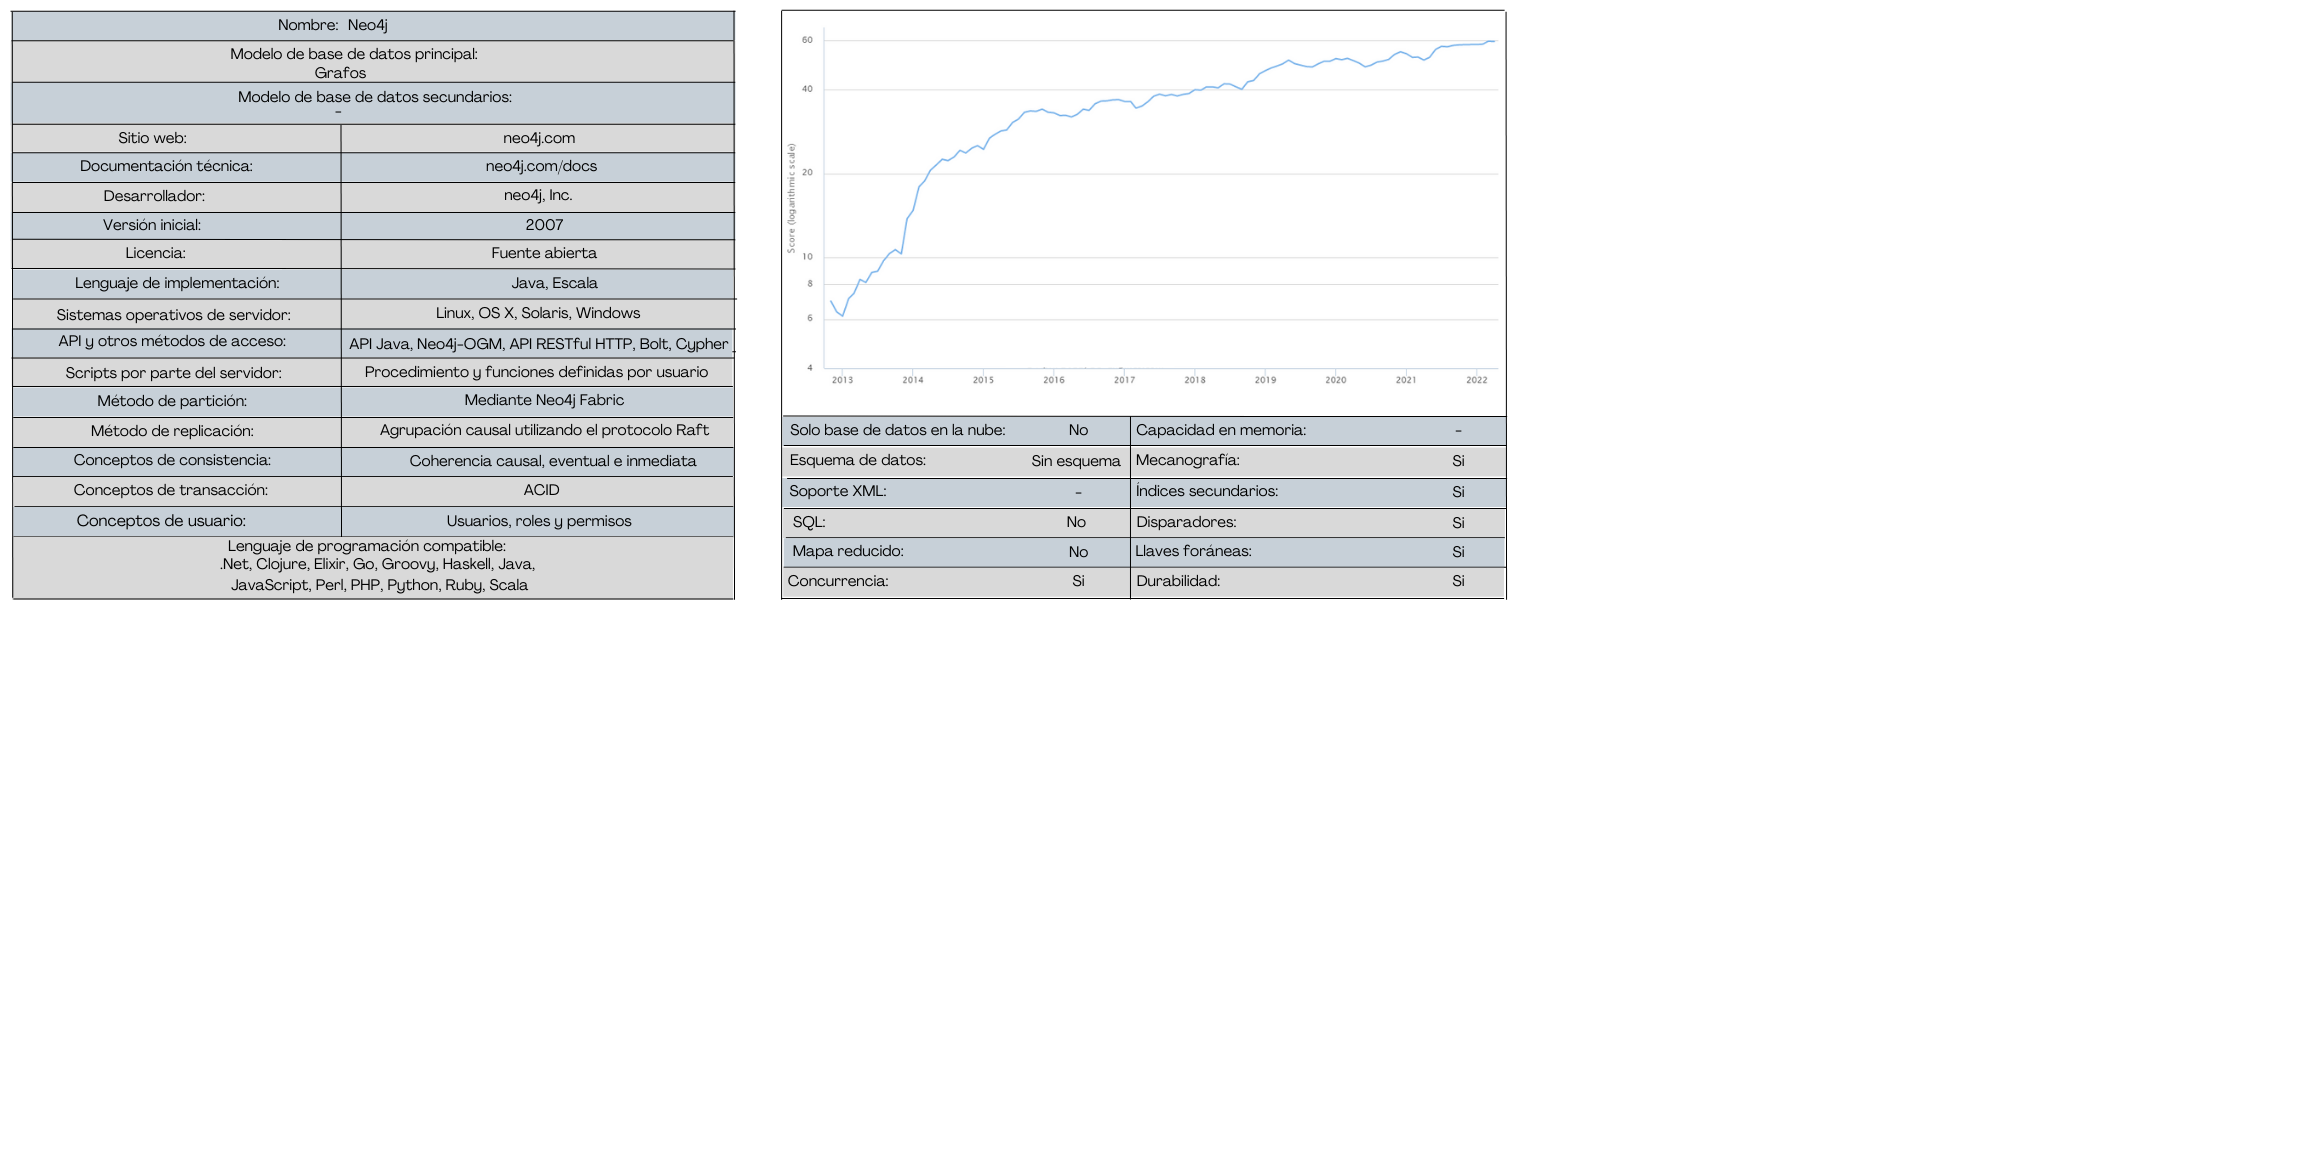 Nombre: Neo4j
Modelo de base de datos principal:
Grafos
Modelo de base de datos secundarios:
-
Sitio web: neo4j.com
Documentación técnica: neo4j.com/docs
Desarrollador: neo4j, Inc.
Versión inicial: 2007
Licencia: Fuente abierta
Lenguaje de implementación: Java, Escala
Sistemas operativos de servidor: Linux, OS X, Solaris, Windows
API y otros métodos de acceso: API Java, Neo4j-OGM, API RESTful HTTP, Bolt, Cypher
Scripts por parte del servidor: Procedimiento y funciones definidas por usuario
Método de partición: Mediante Neo4j Fabric
Método de replicación: Agrupación causal utilizando el protocolo Raft
Conceptos de consistencia: Coherencia causal, eventual e inmediata
Conceptos de transacción: ACID
Conceptos de usuario: Usuarios, roles y permisos
Lenguaje de programación compatible:
.Net, Clojure, Elixir, Go, Groovy, Haskell, Java,
JavaScript, Perl, PHP, Python, Ruby, Scala
Score (logarithmic scale)
60
40
20
10
8
6
4
2013 2014 2015 2016 2017 2018 2019 2020 2021 2022
Solo base de datos en la nube: No Capacidad en memoria: -
Esquema de datos: Sin esquema Mecanografía: Si
Soporte XML: - Índices secundarios: Si
SQL: No Disparadores: Si
Mapa reducido: No Llaves foráneas: Si
Concurrencia: Si Durabilidad: Si